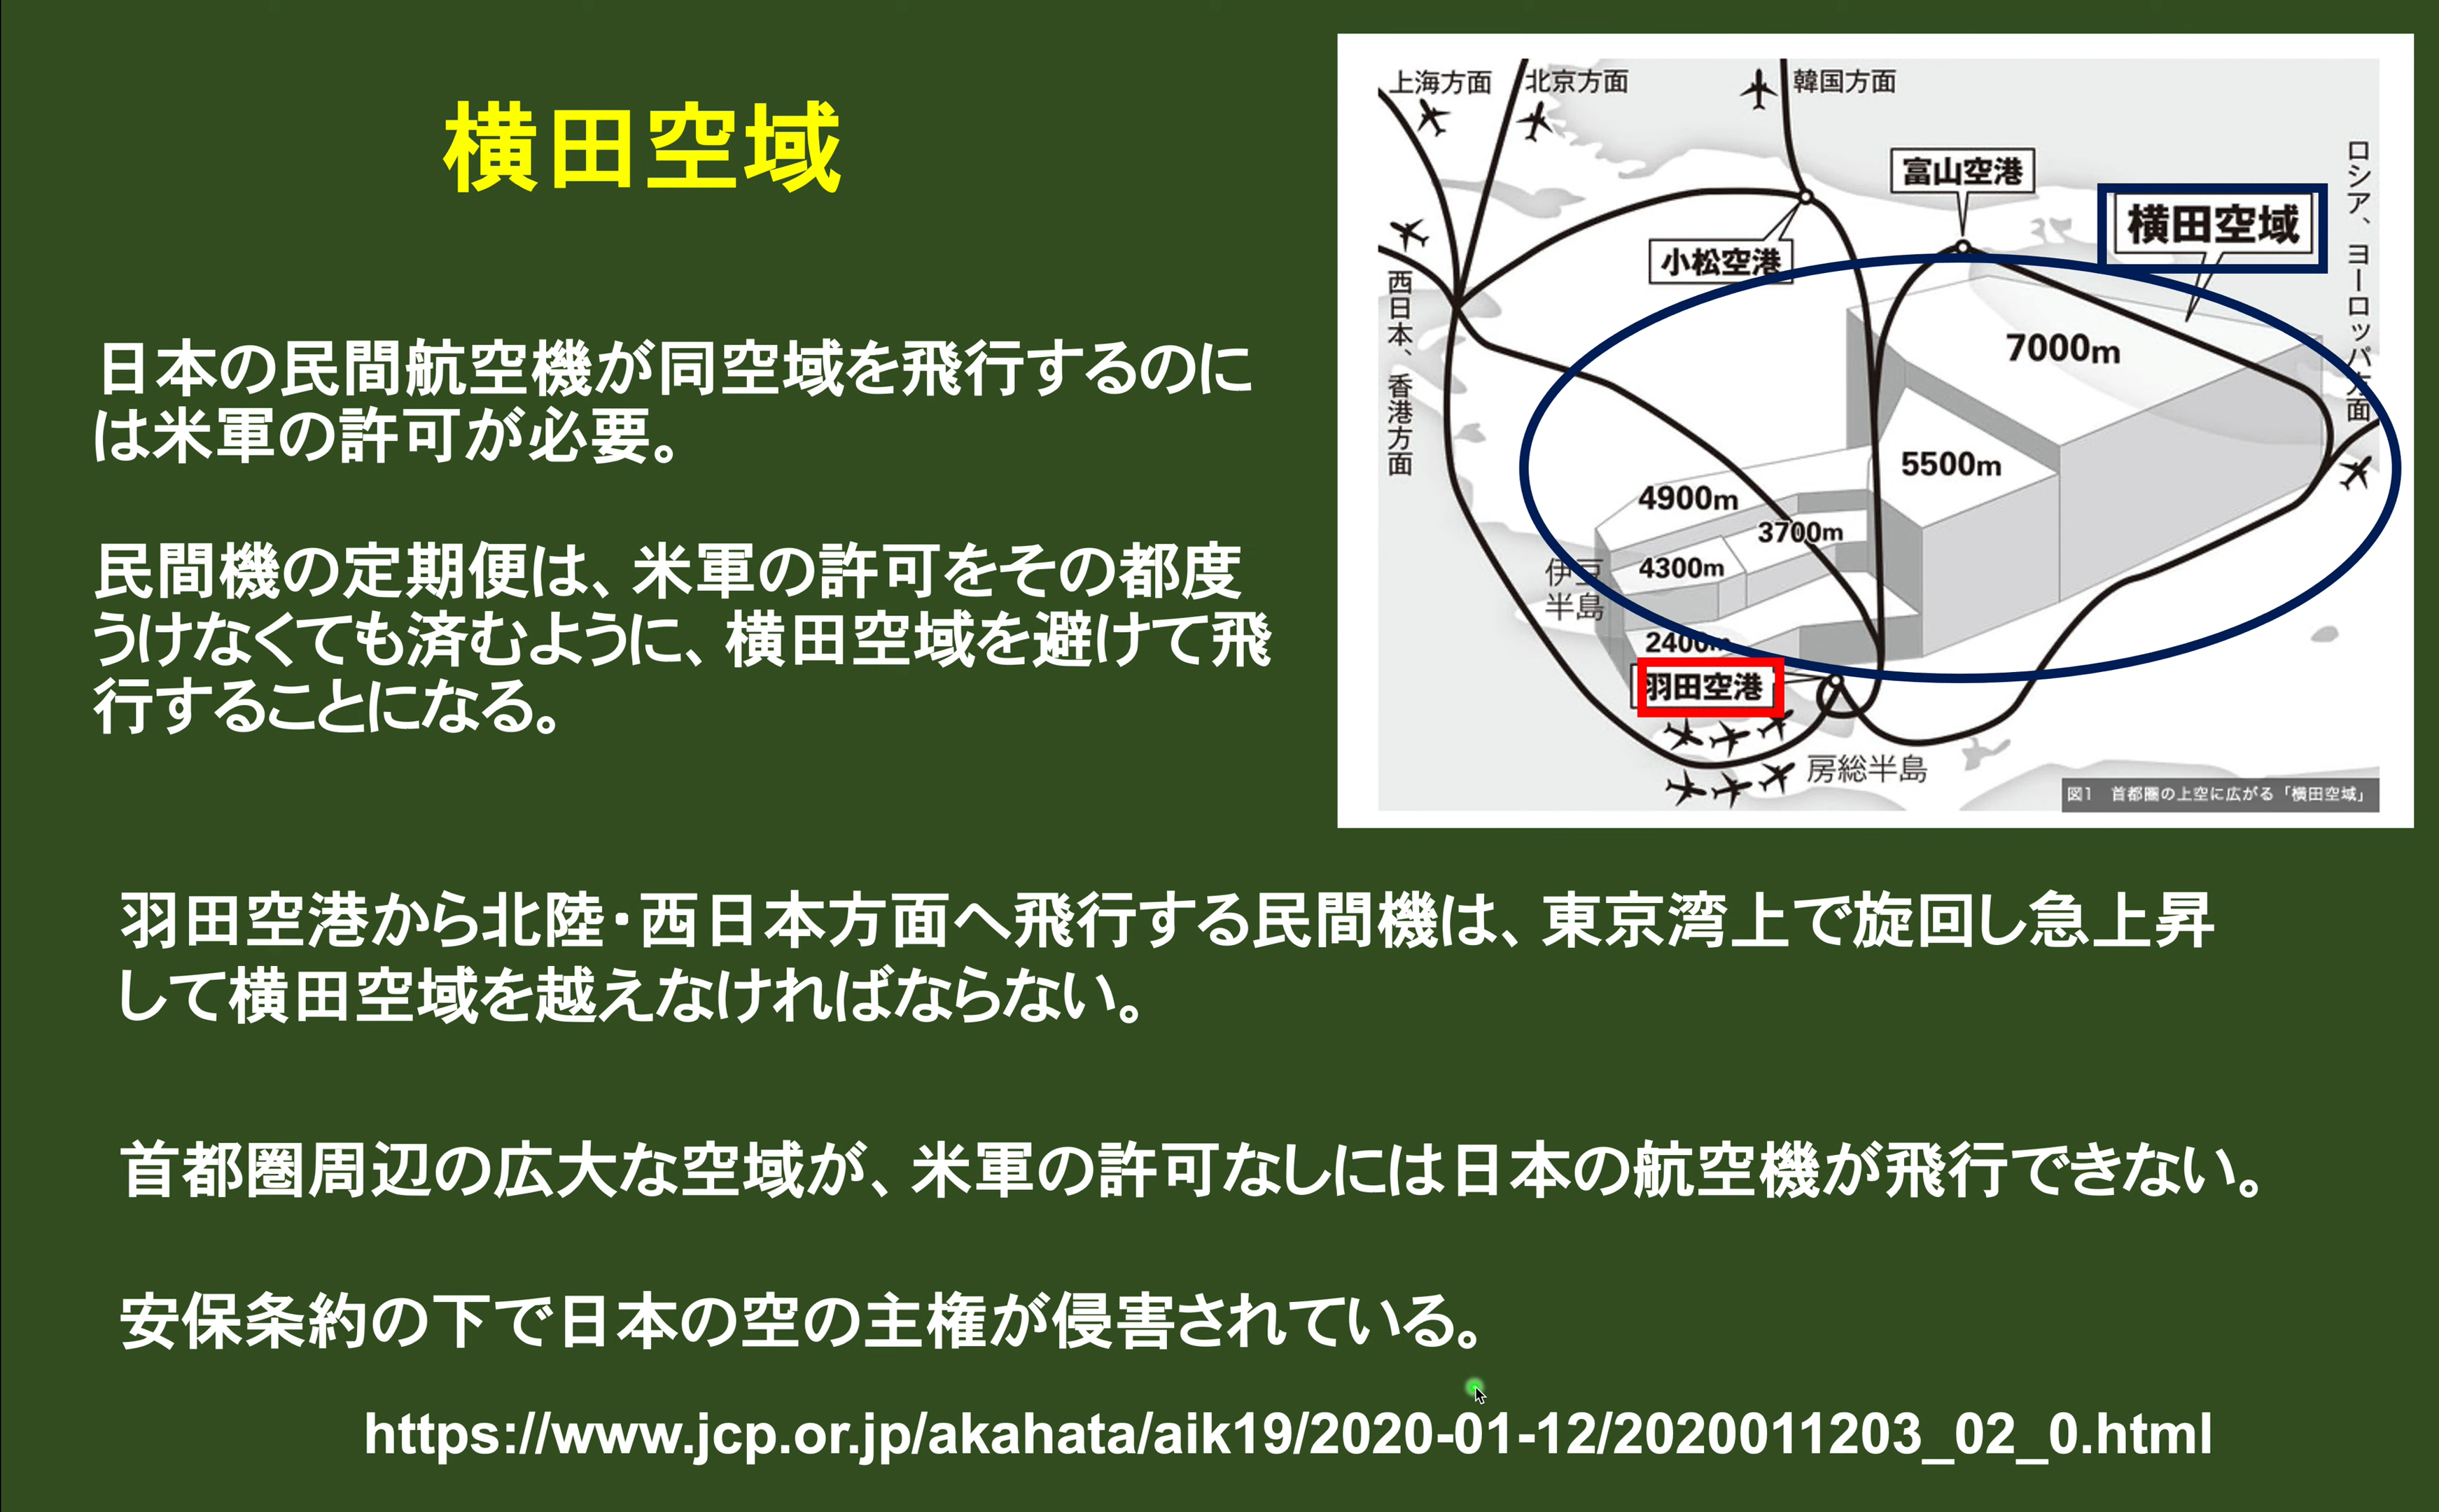 横田空域
日本の民間航空機が同空域を飛行するのに
は米軍の許可が必要。
民間機の定期便は、米軍の許可をその都度
うけなくても済むように、横田空域を避けて飛
行することになる。
上海方面
北京方面
韓国方面
富山空港
横田空域
小松空港
ロシア、ヨーロッパ方面
西日本、香港方面
7000m
5500m
4900m
3700m
4300m
伊豆
半島
2400m
羽田空港
房総半島
図1 首都圏の上空に広がる「横田空域」
羽田空港から北陸・西日本方面へ飛行する民間機は、東京湾上で旋回し急上昇
して横田空域を越えなければならない。
首都圏周辺の広大な空域が、米軍の許可なしには日本の航空機が飛行できない。
安保条約の下で日本の空の主権が侵害されている。
https://www.jcp.or.jp/akahata/aik19/2020-01-12/2020011203_02_0.html